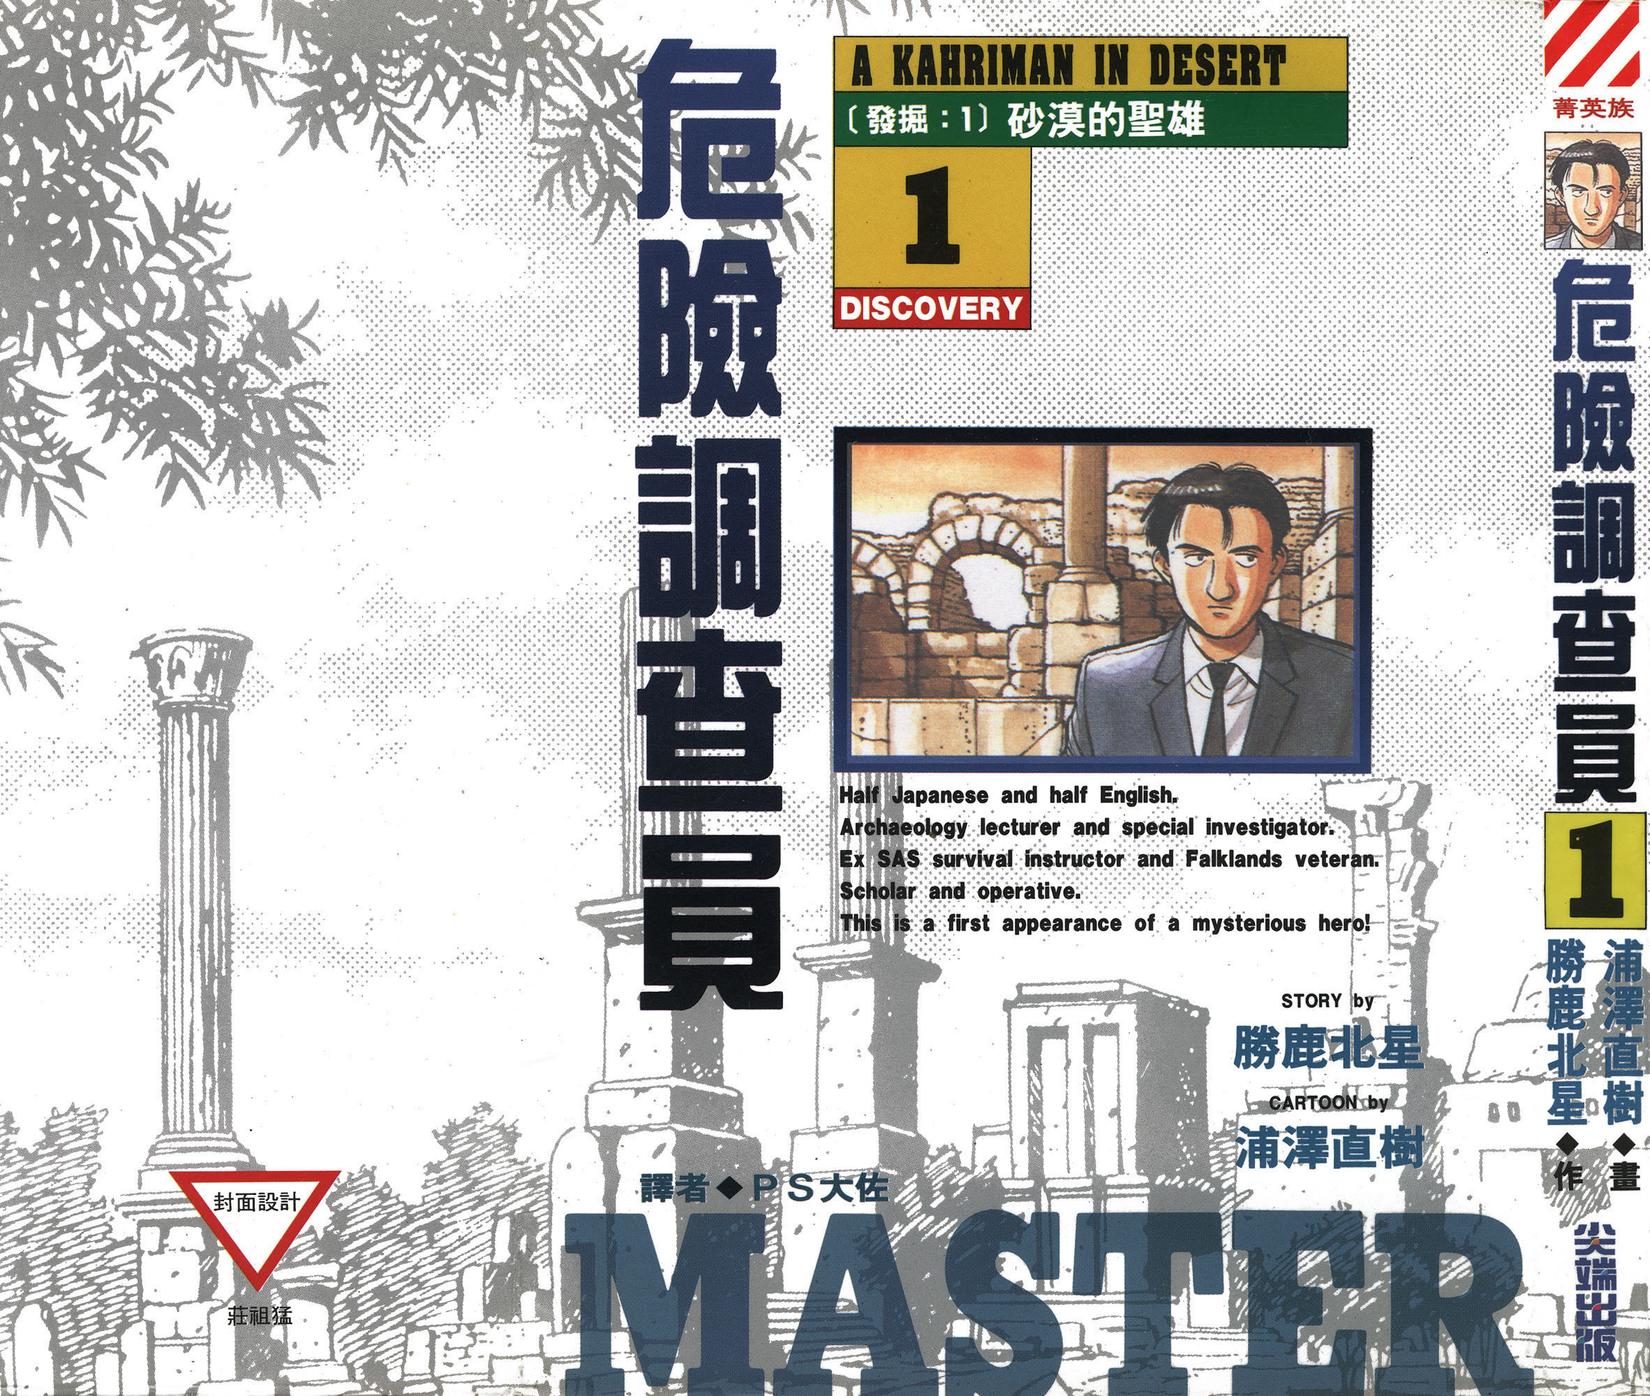 危險調查員
A KAHRIMAN IN DESERT
〔發掘：1〕砂漠的聖雄
1
DISCOVERY
Half Japanese and half English.
Archaeology lecturer and special investigator.
Ex SAS survival instructor and Falklands veteran.
Scholar and operative.
This is a first appearance of a mysterious hero!
STORY by
勝鹿北星
CARTOON by
浦澤直樹
譯者◆PS大佐
MASTER
封面設計
莊祖猛
菁英族
危險調查員
1
浦澤直樹◆畫
勝鹿北星◆作
尖端出版